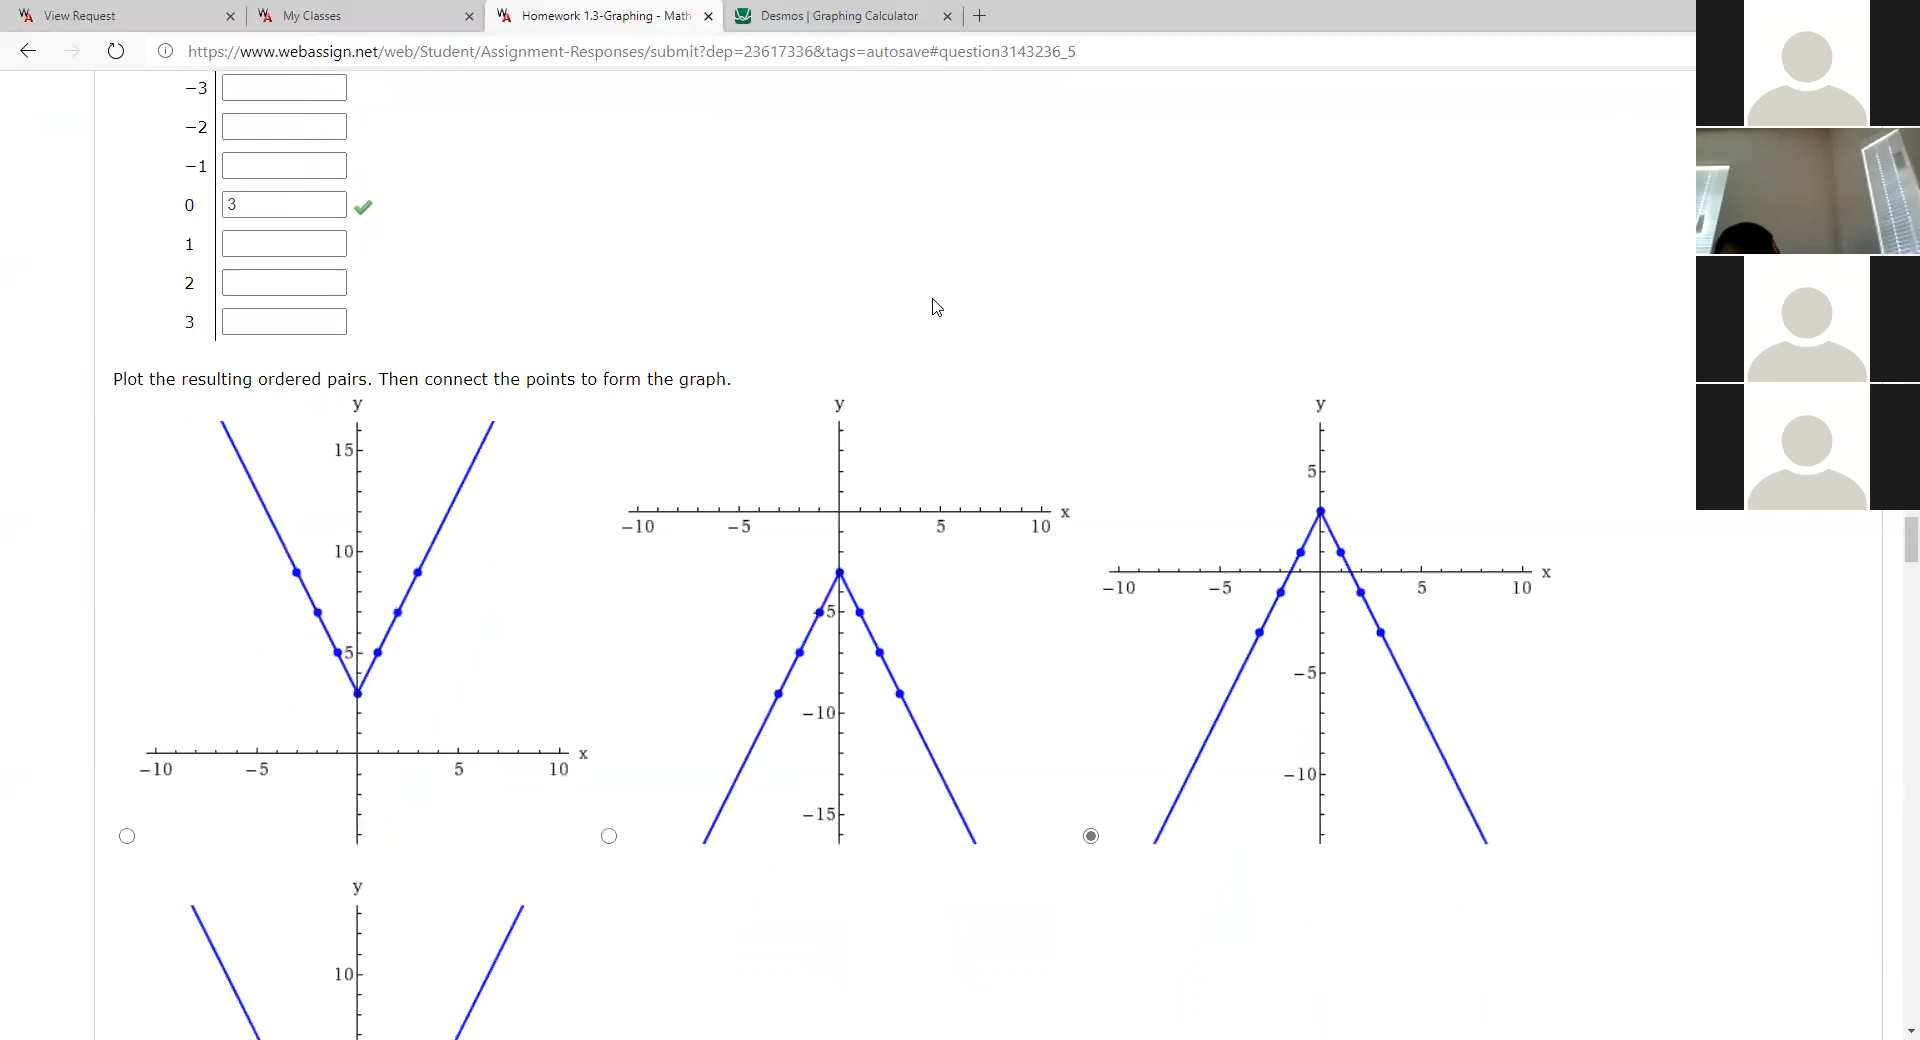 View Request
My Classes
Homework 1.3-Graphing - Math
Desmos | Graphing Calculator
https://www.webassign.net/web/Student/Assignment-Responses/submit?dep=23617336&tags=autosave#question3143236_5
−3
−2
−1
0 3
1
2
3
Plot the resulting ordered pairs. Then connect the points to form the graph.
y
15
10
5
x
−10 −5 5 10
y
x
−10 −5 5 10
−5
−10
−15
y
5
x
−10 −5 5 10
−5
−10
y
10